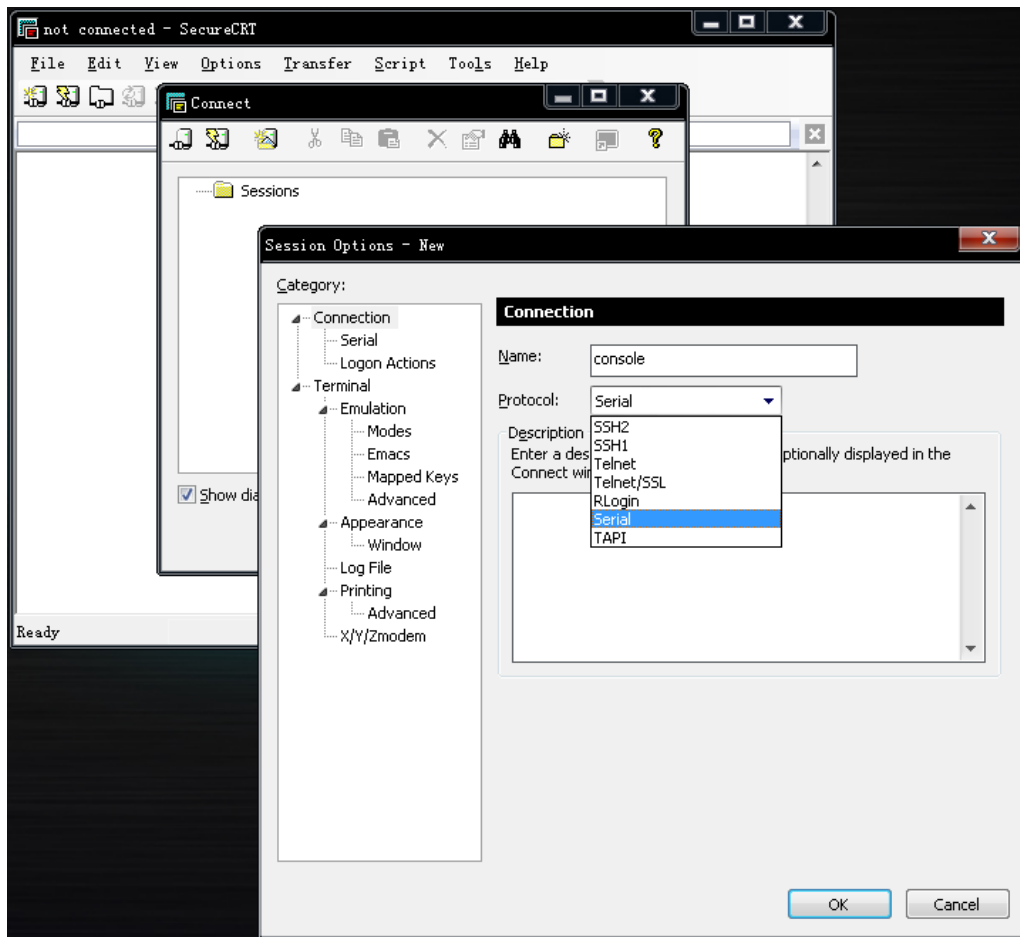 not connected - SecureCRT
File Edit View Options Transfer Script Tools Help
Connect
Sessions
Show dia
Ready
Session Options - New
Category:
Connection
Serial
Logon Actions
Terminal
Emulation
Modes
Emacs
Mapped Keys
Advanced
Appearance
Window
Log File
Printing
Advanced
X/Y/Zmodem
Connection
Name: console
Protocol: Serial
SSH2
SSH1
Telnet
Telnet/SSL
RLogin
Serial
TAPI
Description
Enter a des ptionally displayed in the
Connect wi
OK Cancel